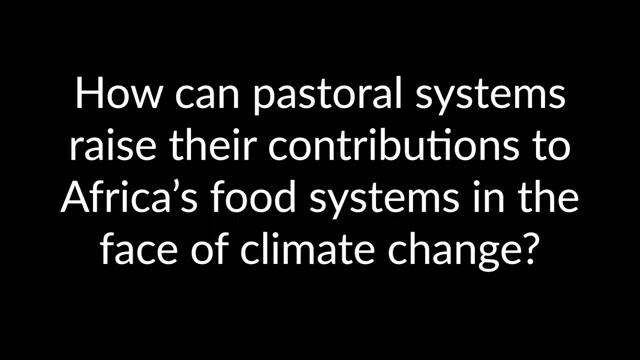 How can pastoral systems
raise their contributions to
Africa’s food systems in the
face of climate change?